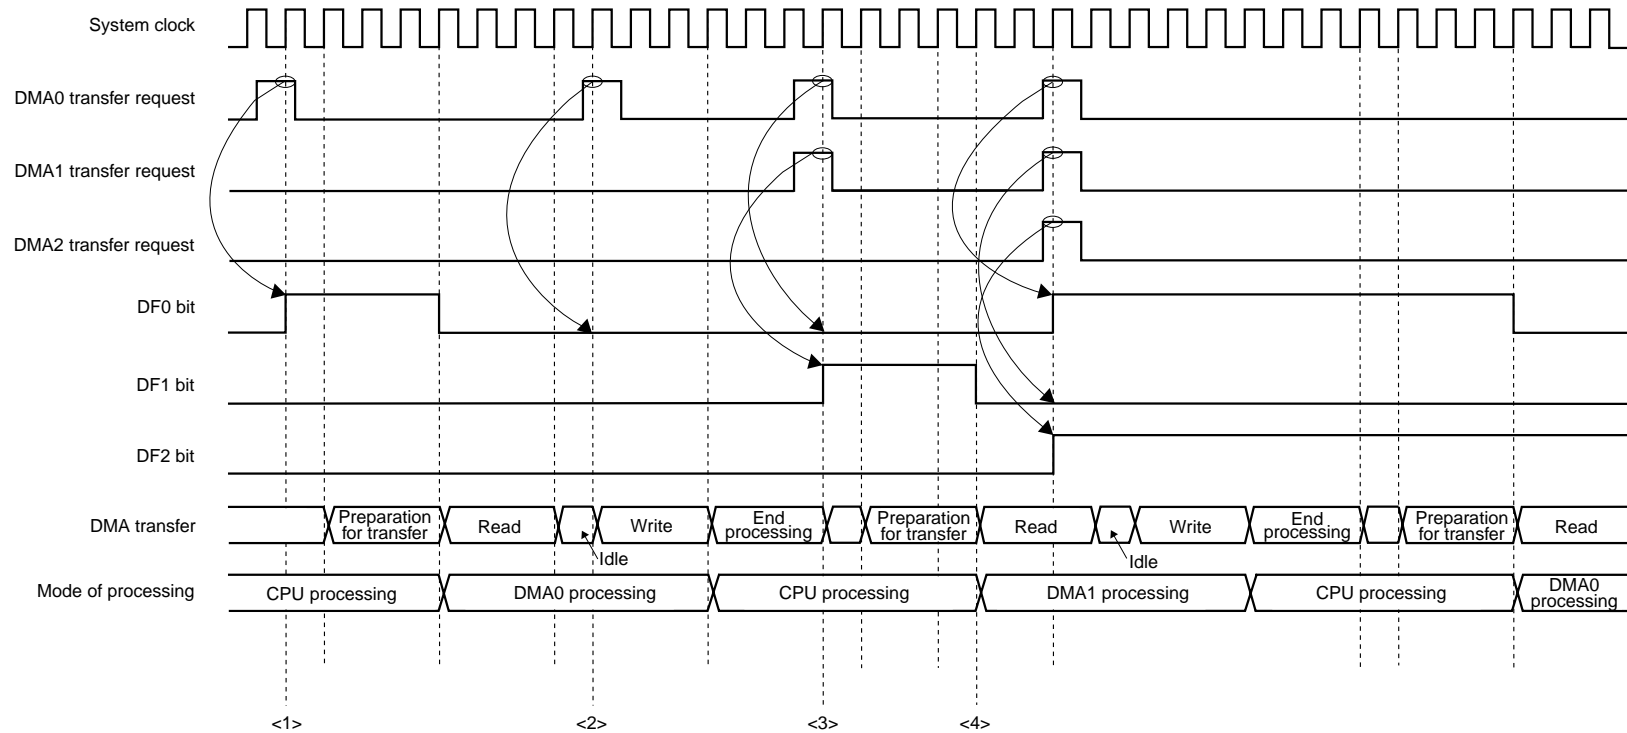 System clock
DMA0 transfer request
DMA1 transfer request
DMA2 transfer request
DF0 bit
DF1 bit
DF2 bit
DMA transfer
Preparation
for transfer
Read
Idle
Write
End
processing
Preparation
for transfer
Read
Idle
Write
End
processing
Preparation
for transfer
Read
Mode of processing
CPU processing
DMA0 processing
CPU processing
DMA1 processing
CPU processing
DMA0
processing
<1>
<2>
<3>
<4>